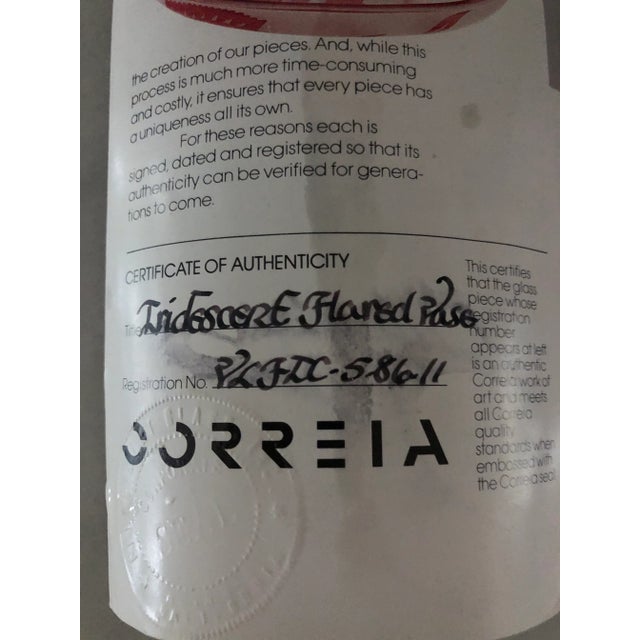 the creation of our pieces. And, while this
process is much more time-consuming
and costly, it ensures that every piece has
a uniqueness all its own.
For these reasons each is
signed, dated and registered so that its
authenticity can be verified for genera-
tions to come.
CERTIFICATE OF AUTHENTICITY
Title Iridescent Flared Vase
Registration No.
CORREIA
This certifies
that the glass
piece whose
registration
number
appears at left
is an authentic
Correia work of
art and meets
all Correia
quality
standards when
embossed with
the Correia seal.